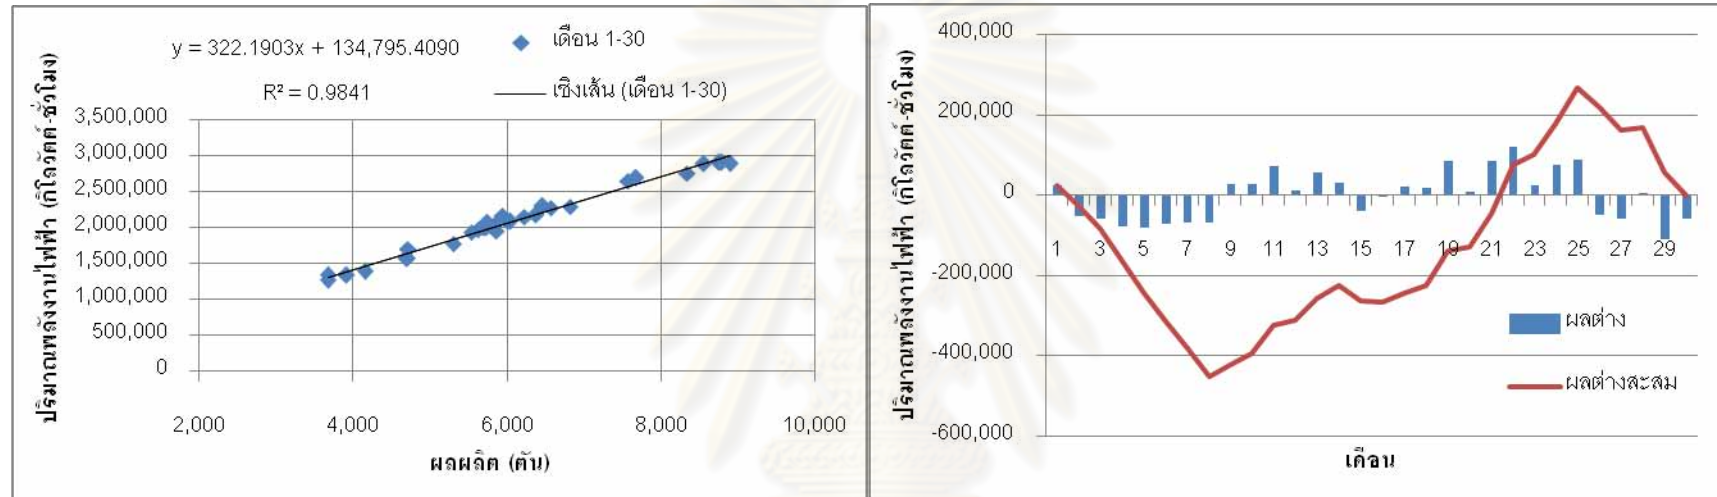 y = 322.1903x + 134,795.4090
R² = 0.9841
เดือน 1-30
เชิงเส้น (เดือน 1-30)
ปริมาณพลังงานไฟฟ้า (กิโลวัตต์-ชั่วโมง)
3,500,000
3,000,000
2,500,000
2,000,000
1,500,000
1,000,000
500,000
0
2,000 4,000 6,000 8,000 10,000
ผลผลิต (ตัน)
ปริมาณพลังงานไฟฟ้า (กิโลวัตต์-ชั่วโมง)
400,000
200,000
0
-200,000
-400,000
-600,000
1 3 5 7 9 11 13 15 17 19 21 23 25 27 29
ผลต่าง
ผลต่างสะสม
เดือน